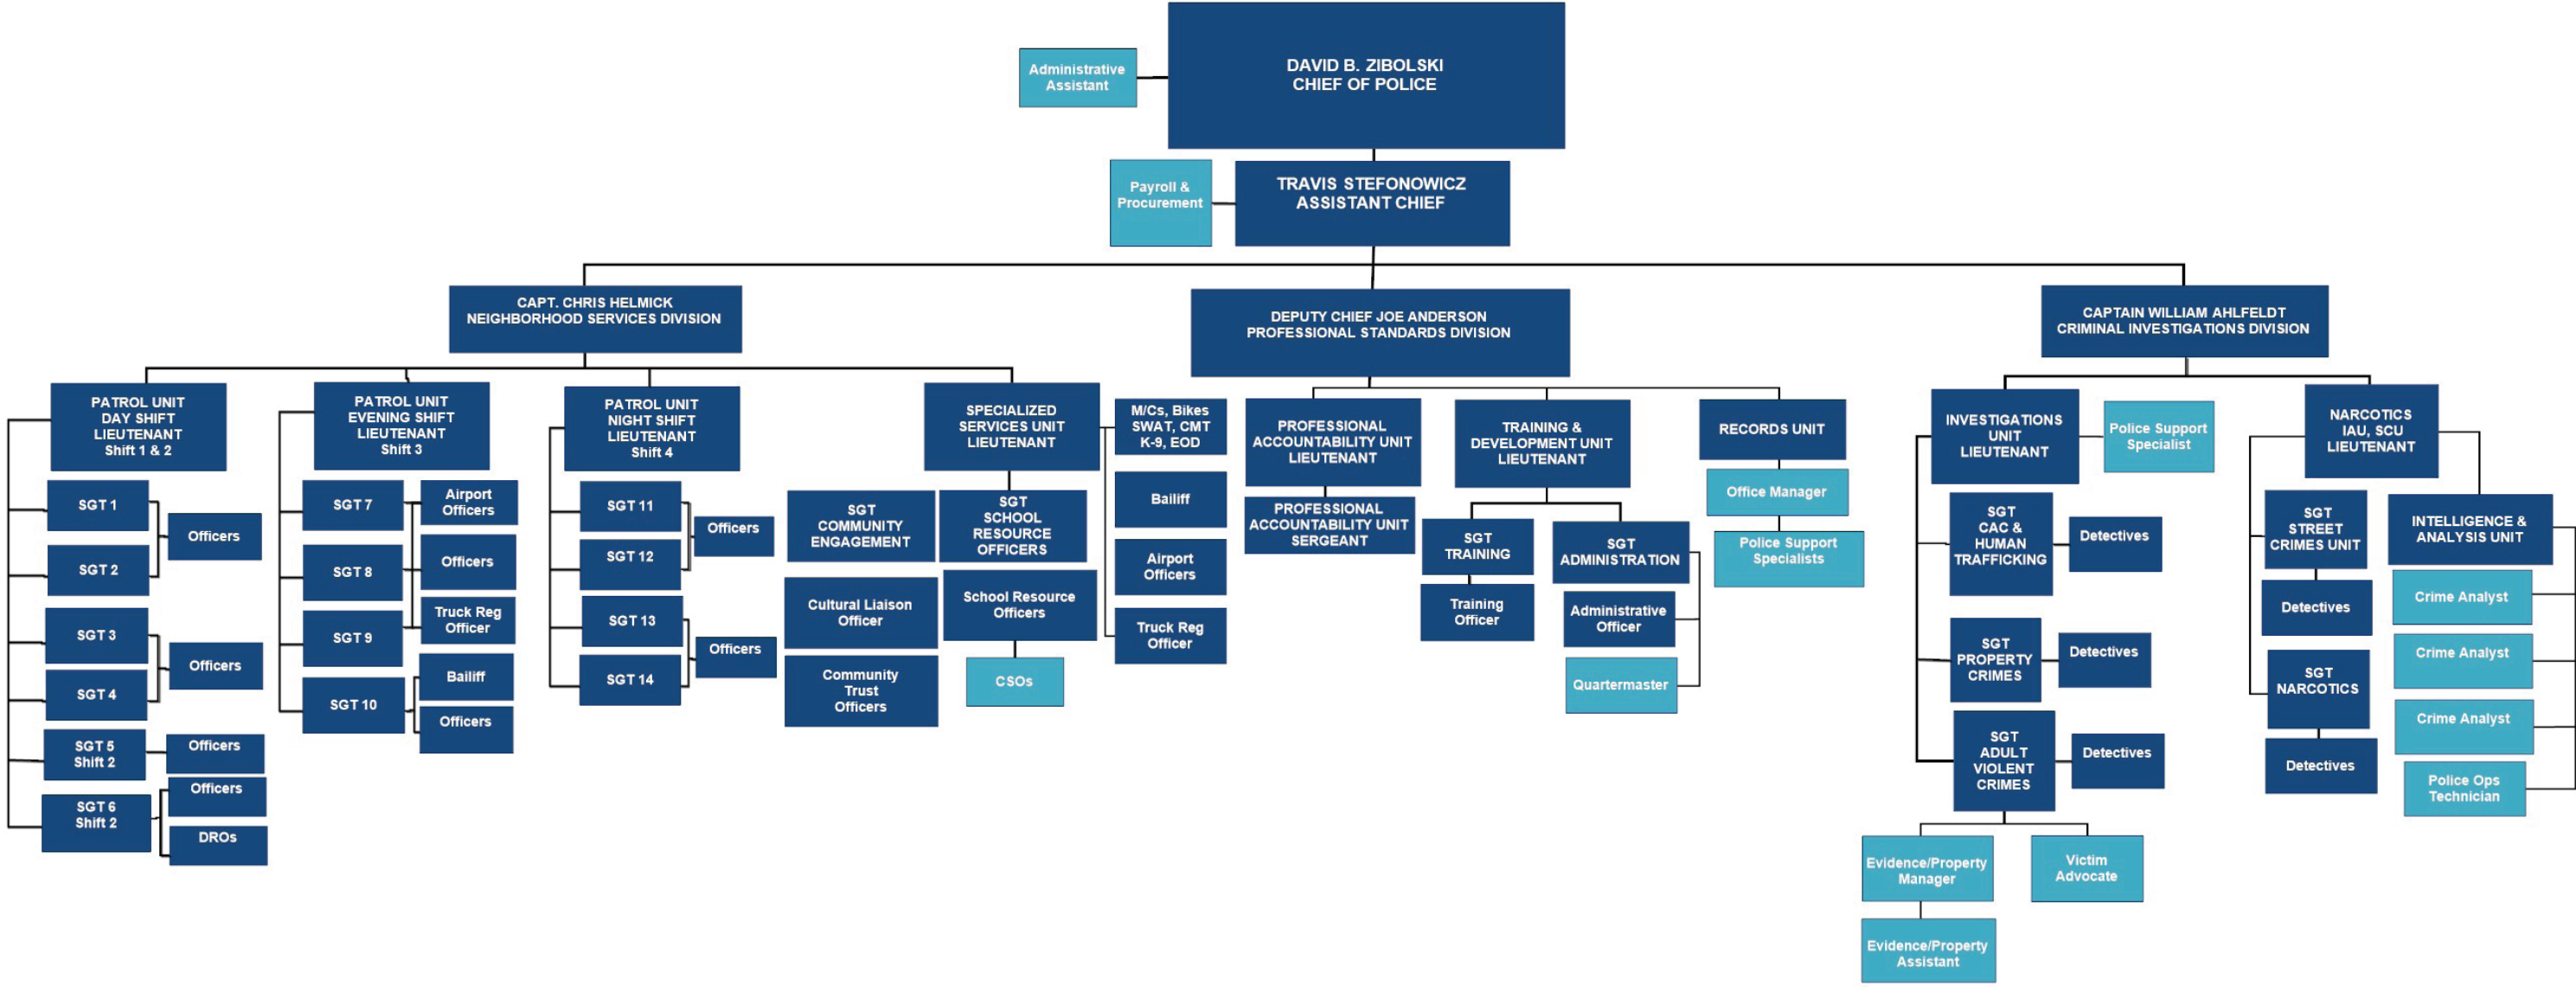 Administrative
Assistant
DAVID B. ZIBOLSKI
CHIEF OF POLICE
Payroll &
Procurement
TRAVIS STEFONOWICZ
ASSISTANT CHIEF
CAPT. CHRIS HELMICK
NEIGHBORHOOD SERVICES DIVISION
DEPUTY CHIEF JOE ANDERSON
PROFESSIONAL STANDARDS DIVISION
CAPTAIN WILLIAM AHLFELDT
CRIMINAL INVESTIGATIONS DIVISION
PATROL UNIT
DAY SHIFT
LIEUTENANT
Shift 1 & 2
SGT 1
SGT 2
Officers
SGT 3
SGT 4
Officers
SGT 5
Shift 2
Officers
SGT 6
Shift 2
Officers
DROs
PATROL UNIT
EVENING SHIFT
LIEUTENANT
Shift 3
SGT 7
SGT 8
SGT 9
SGT 10
Airport
Officers
Officers
Truck Reg
Officer
Bailiff
Officers
PATROL UNIT
NIGHT SHIFT
LIEUTENANT
Shift 4
SGT 11
SGT 12
Officers
SGT 13
SGT 14
Officers
SPECIALIZED
SERVICES UNIT
LIEUTENANT
SGT
COMMUNITY
ENGAGEMENT
Cultural Liaison
Officer
Community
Trust
Officers
SGT
SCHOOL
RESOURCE
OFFICERS
School Resource
Officers
CSOs
M/Cs, Bikes
SWAT, CMT
K-9, EOD
Bailiff
Airport
Officers
Truck Reg
Officer
PROFESSIONAL
ACCOUNTABILITY UNIT
LIEUTENANT
PROFESSIONAL
ACCOUNTABILITY UNIT
SERGEANT
TRAINING &
DEVELOPMENT UNIT
LIEUTENANT
SGT
TRAINING
Training
Officer
SGT
ADMINISTRATION
Administrative
Officer
Quartermaster
RECORDS UNIT
Office Manager
Police Support
Specialists
INVESTIGATIONS
UNIT
LIEUTENANT
Police Support
Specialist
SGT
CAC &
HUMAN
TRAFFICKING
Detectives
SGT
PROPERTY
CRIMES
Detectives
SGT
ADULT
VIOLENT
CRIMES
Detectives
Evidence/Property
Manager
Victim
Advocate
Evidence/Property
Assistant
NARCOTICS
IAU, SCU
LIEUTENANT
SGT
STREET
CRIMES UNIT
Detectives
SGT
NARCOTICS
Detectives
INTELLIGENCE &
ANALYSIS UNIT
Crime Analyst
Crime Analyst
Crime Analyst
Police Ops
Technician